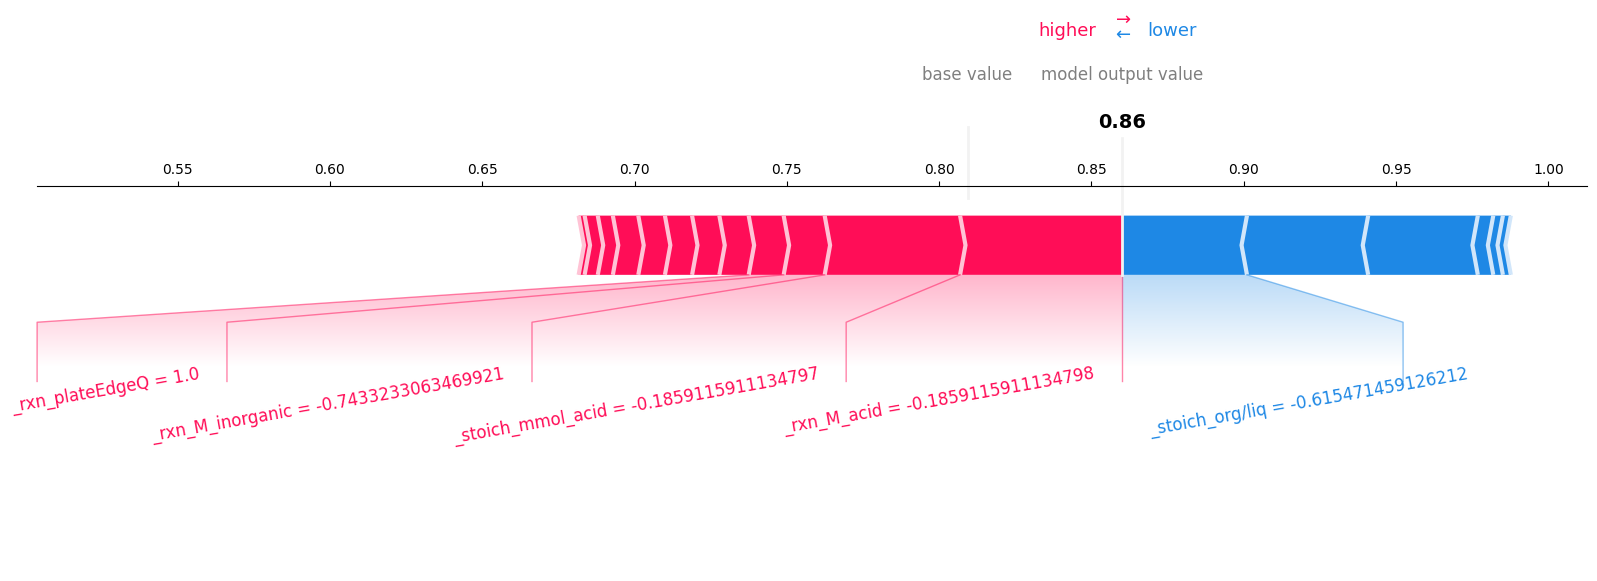 higher → ← lower
base value model output value
0.86
0.55 0.60 0.65 0.70 0.75 0.80 0.85 0.90 0.95 1.00
_rxn_plateEdgeQ = 1.0
_rxn_M_inorganic = -0.7433233063469921
_stoich_mmol_acid = -0.1859115911134797
_rxn_M_acid = -0.1859115911134798
_stoich_org/liq = -0.615471459126212